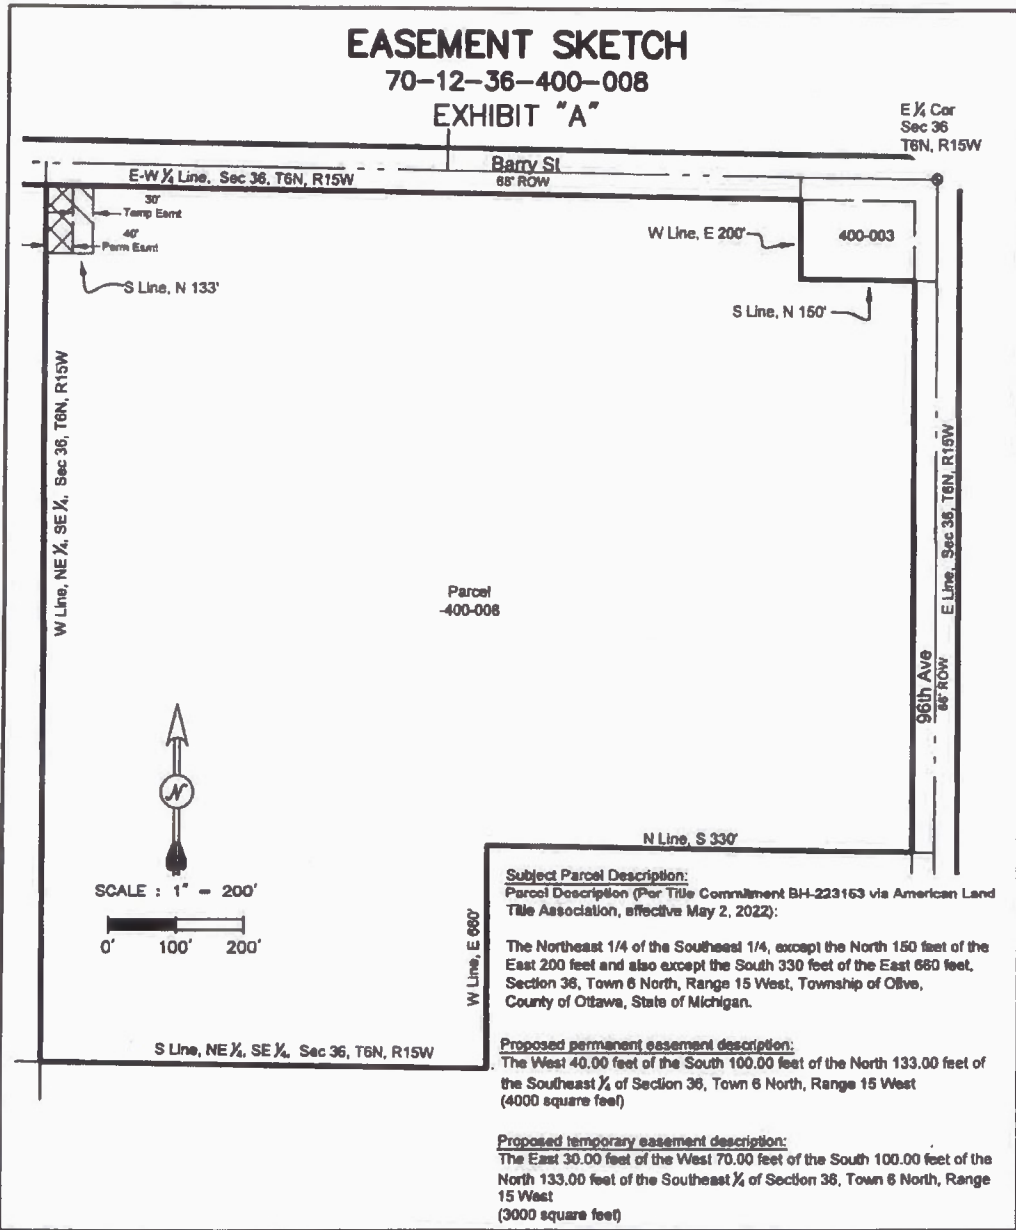 EASEMENT SKETCH
70-12-36-400-008
EXHIBIT "A"
E ¼ Cor
Sec 36
T6N, R15W
Barry St
66' ROW
E-W ¼ Line, Sec 36, T6N, R15W
30'
Temp Esmt
40'
Perm Esmt
S Line, N 133'
W Line, E 200'
400-003
S Line, N 150'
W Line, NE ¼, SE ¼, Sec 36, T6N, R15W
E Line, Sec 36, T6N, R15W
Parcel
-400-008
96th Ave
66' ROW
N
SCALE : 1" = 200'
0' 100' 200'
N Line, S 330'
W Line, E 660'
S Line, NE ¼, SE ¼, Sec 36, T6N, R15W
Subject Parcel Description:
Parcel Description (Per Title Commitment BH-223163 via American Land
Title Association, effective May 2, 2022):
The Northeast 1/4 of the Southeast 1/4, except the North 150 feet of the
East 200 feet and also except the South 330 feet of the East 660 feet,
Section 36, Town 6 North, Range 15 West, Township of Olive,
County of Ottawa, State of Michigan.
Proposed permanent easement description:
The West 40.00 feet of the South 100.00 feet of the North 133.00 feet of
the Southeast ¼ of Section 36, Town 6 North, Range 15 West
(4000 square feet)
Proposed temporary easement description:
The East 30.00 feet of the West 70.00 feet of the South 100.00 feet of the
North 133.00 feet of the Southeast ¼ of Section 36, Town 6 North, Range
15 West
(3000 square feet)